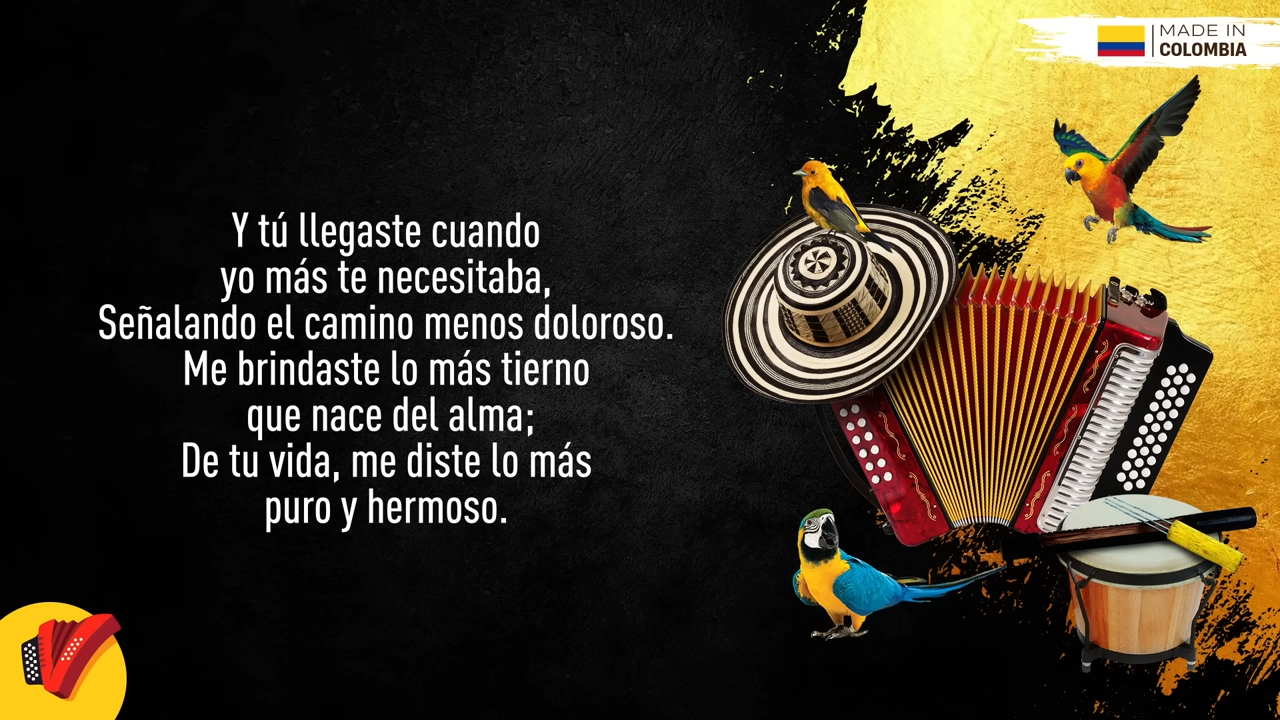 MADE IN
COLOMBIA
Y tú llegaste cuando
yo más te necesitaba,
Señalando el camino menos doloroso.
Me brindaste lo más tierno
que nace del alma;
De tu vida, me diste lo más
puro y hermoso.